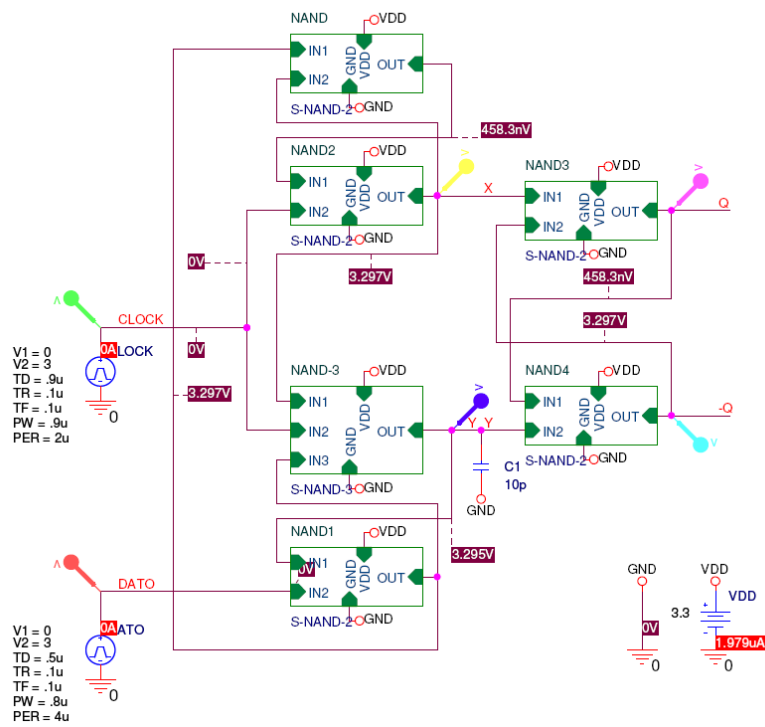 NAND
VDD
IN1
IN2
GND
VDD
OUT
S-NAND-2
GND
458.3nV
NAND2
VDD
IN1
IN2
GND
VDD
OUT
S-NAND-2
GND
V
X
NAND3
VDD
IN1
IN2
GND
VDD
OUT
S-NAND-2
GND
V
Q
0V
3.297V
458.3nV
3.297V
V
CLOCK
0V
0A
LOCK
V1 = 0
V2 = 3
TD = .9u
TR = .1u
TF = .1u
PW = .9u
PER = 2u
0
3.297V
NAND-3
VDD
IN1
IN2
IN3
GND
VDD
OUT
S-NAND-3
GND
V
Y Y
C1
10p
GND
NAND4
VDD
IN1
IN2
GND
VDD
OUT
S-NAND-2
GND
-Q
V
3.295V
NAND1
VDD
IN1
0V
IN2
GND
VDD
OUT
S-NAND-2
GND
V
DATO
0A
ATO
V1 = 0
V2 = 3
TD = .5u
TR = .1u
TF = .1u
PW = .8u
PER = 4u
0
GND
0V
0
VDD
VDD
3.3
+
-
1.979uA
0